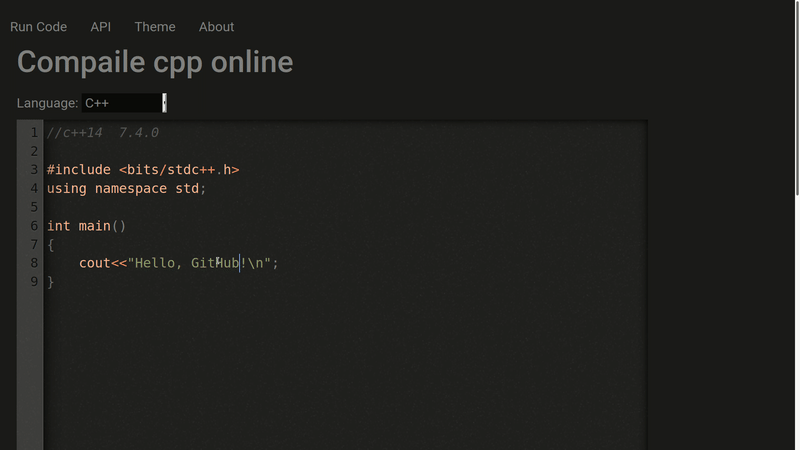 Run Code API Theme About
Compaile cpp online
Language: C++
1 //c++14  7.4.0
2
3 #include <bits/stdc++.h>
4 using namespace std;
5
6 int main()
7 {
8     cout<<"Hello, GitHub!\n";
9 }